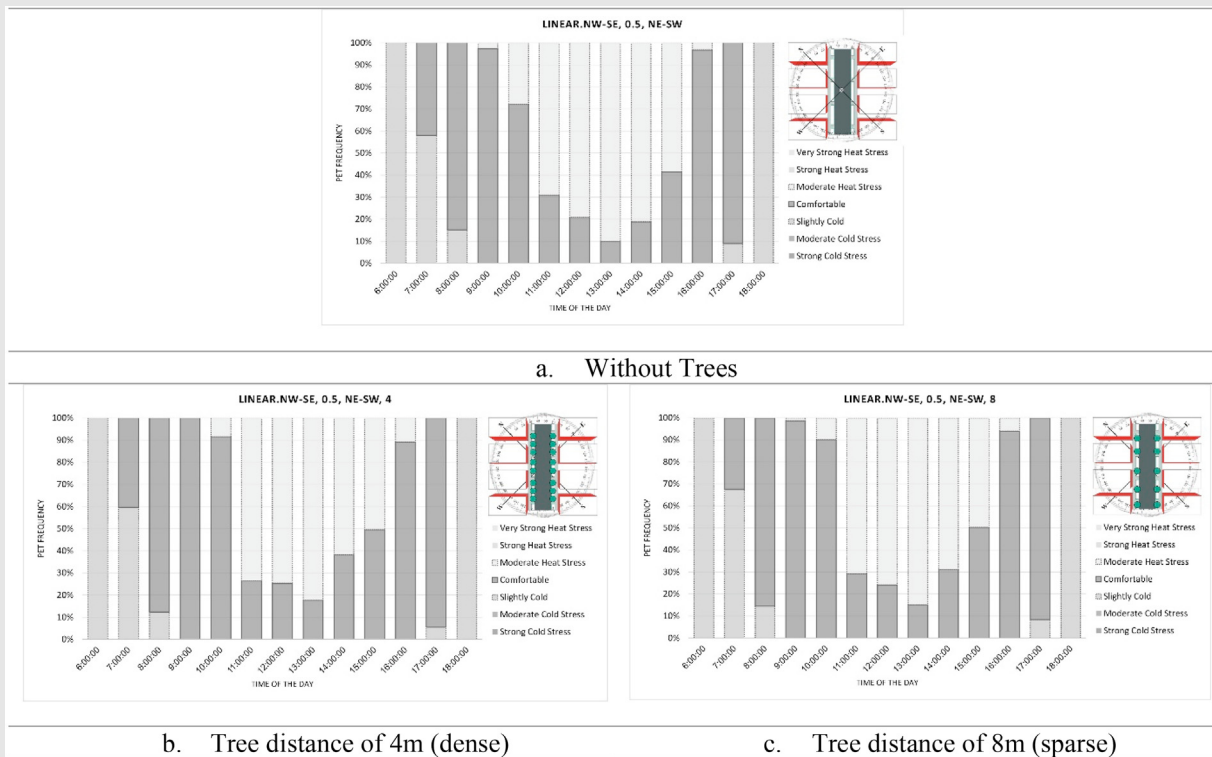 LINEAR.NW-SE, 0.5, NE-SW
100%
90%
80%
70%
60%
50%
40%
30%
20%
10%
0%
PET FREQUENCY
6:00:00
7:00:00
8:00:00
9:00:00
10:00:00
11:00:00
12:00:00
13:00:00
14:00:00
15:00:00
16:00:00
17:00:00
18:00:00
TIME OF THE DAY
N
E
W
S
Very Strong Heat Stress
Strong Heat Stress
Moderate Heat Stress
Comfortable
Slightly Cold
Moderate Cold Stress
Strong Cold Stress
a. Without Trees
LINEAR.NW-SE, 0.5, NE-SW, 4
100%
90%
80%
70%
60%
50%
40%
30%
20%
10%
0%
PET FREQUENCY
6:00:00
7:00:00
8:00:00
9:00:00
10:00:00
11:00:00
12:00:00
13:00:00
14:00:00
15:00:00
16:00:00
17:00:00
18:00:00
TIME OF THE DAY
N
E
W
S
Very Strong Heat Stress
Strong Heat Stress
Moderate Heat Stress
Comfortable
Slightly Cold
Moderate Cold Stress
Strong Cold Stress
b. Tree distance of 4m (dense)
LINEAR.NW-SE, 0.5, NE-SW, 8
100%
90%
80%
70%
60%
50%
40%
30%
20%
10%
0%
PET FREQUENCY
6:00:00
7:00:00
8:00:00
9:00:00
10:00:00
11:00:00
12:00:00
13:00:00
14:00:00
15:00:00
16:00:00
17:00:00
18:00:00
TIME OF THE DAY
N
E
W
S
Very Strong Heat Stress
Strong Heat Stress
Moderate Heat Stress
Comfortable
Slightly Cold
Moderate Cold Stress
Strong Cold Stress
c. Tree distance of 8m (sparse)